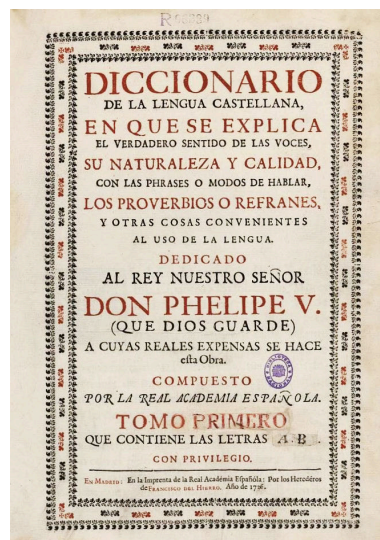 DICCIONARIO
DE LA LENGUA CASTELLANA,
EN QUE SE EXPLICA
EL VERDADERO SENTIDO DE LAS VOCES,
SU NATURALEZA Y CALIDAD,
CON LAS PHRASES O MODOS DE HABLAR,
LOS PROVERBIOS O REFRANES,
Y OTRAS COSAS CONVENIENTES
AL USO DE LA LENGUA.
DEDICADO
AL REY NUESTRO SEÑOR
DON PHELIPE V.
(QUE DIOS GUARDE)
A CUYAS REALES EXPENSAS SE HACE
esta Obra.
COMPUESTO
POR LA REAL ACADEMIA ESPAÑOLA.
TOMO PRIMERO
QUE CONTIENE LAS LETRAS A.B.
CON PRIVILEGIO.
EN MADRID: En la Imprenta de la Real Académia Española: Por los Herederos
de FRANCISCO DEL HIERRO. Año de 1726.